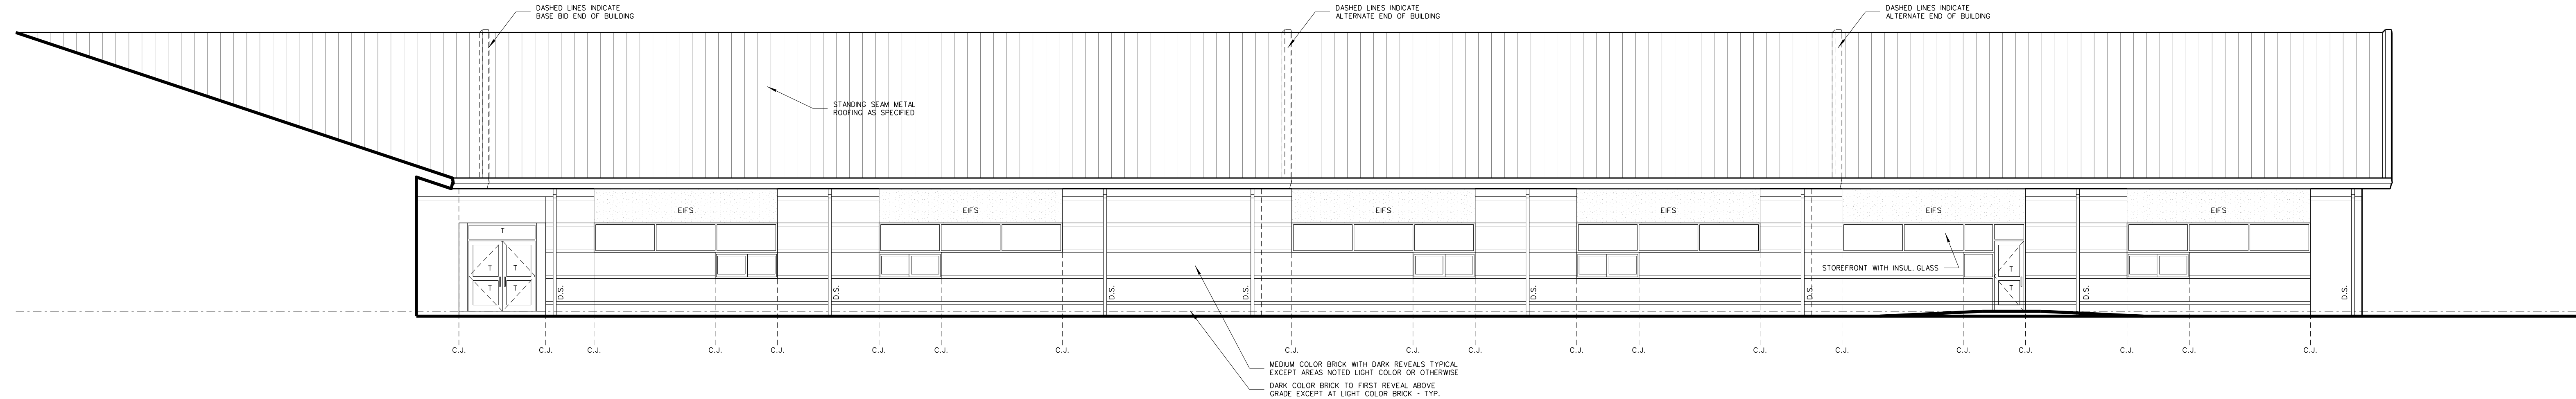 DASHED LINES INDICATE
BASE BID END OF BUILDING
DASHED LINES INDICATE
ALTERNATE END OF BUILDING
DASHED LINES INDICATE
ALTERNATE END OF BUILDING
STANDING SEAM METAL
ROOFING AS SPECIFIED
EIFS EIFS EIFS EIFS EIFS EIFS
T
T T
T T
STOREFRONT WITH INSUL. GLASS
T
T
D.S. D.S. D.S. D.S. D.S. D.S. D.S. D.S.
C.J. C.J. C.J. C.J. C.J. C.J. C.J. C.J. C.J. C.J. C.J. C.J. C.J. C.J. C.J. C.J. C.J. C.J. C.J. C.J.
MEDIUM COLOR BRICK WITH DARK REVEALS TYPICAL
EXCEPT AREAS NOTED LIGHT COLOR OR OTHERWISE
DARK COLOR BRICK TO FIRST REVEAL ABOVE
GRADE EXCEPT AT LIGHT COLOR BRICK - TYP.